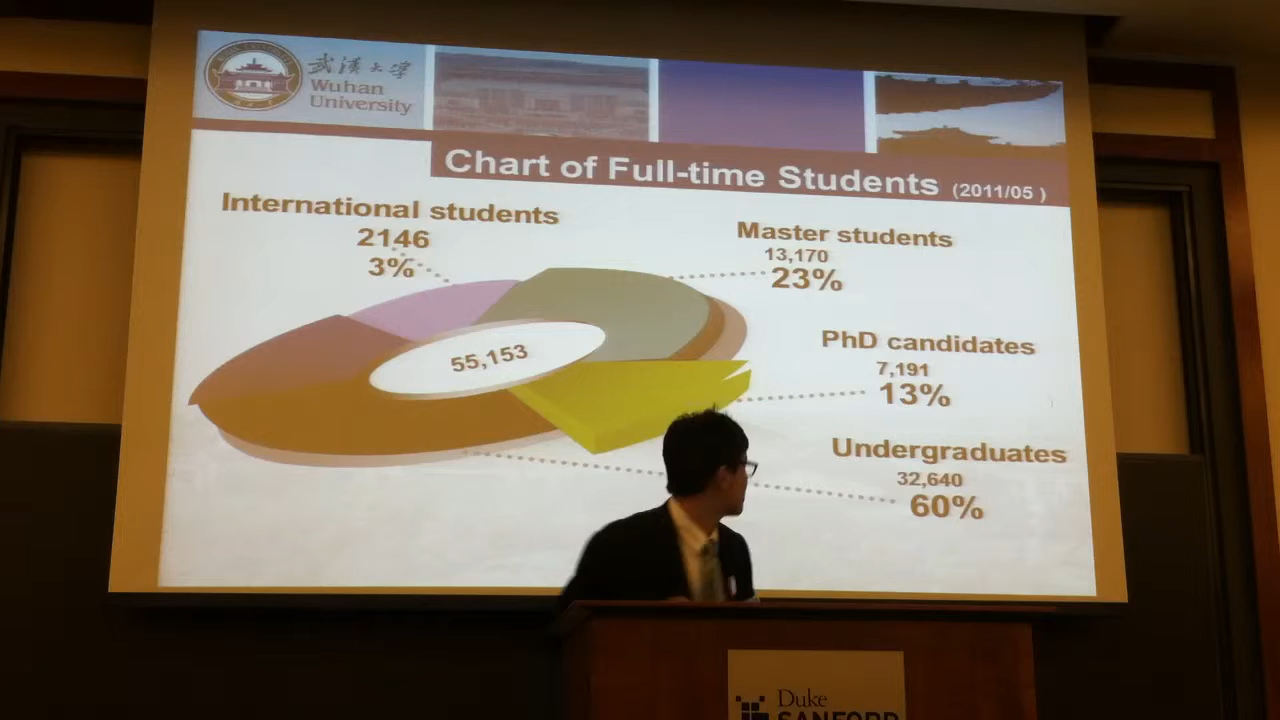 武漢大学
Wuhan
University
Chart of Full-time Students (2011/05 )
International students
2146
3%
Master students
13,170
23%
PhD candidates
7,191
13%
Undergraduates
32,640
60%
55,153
Duke
SANFORD